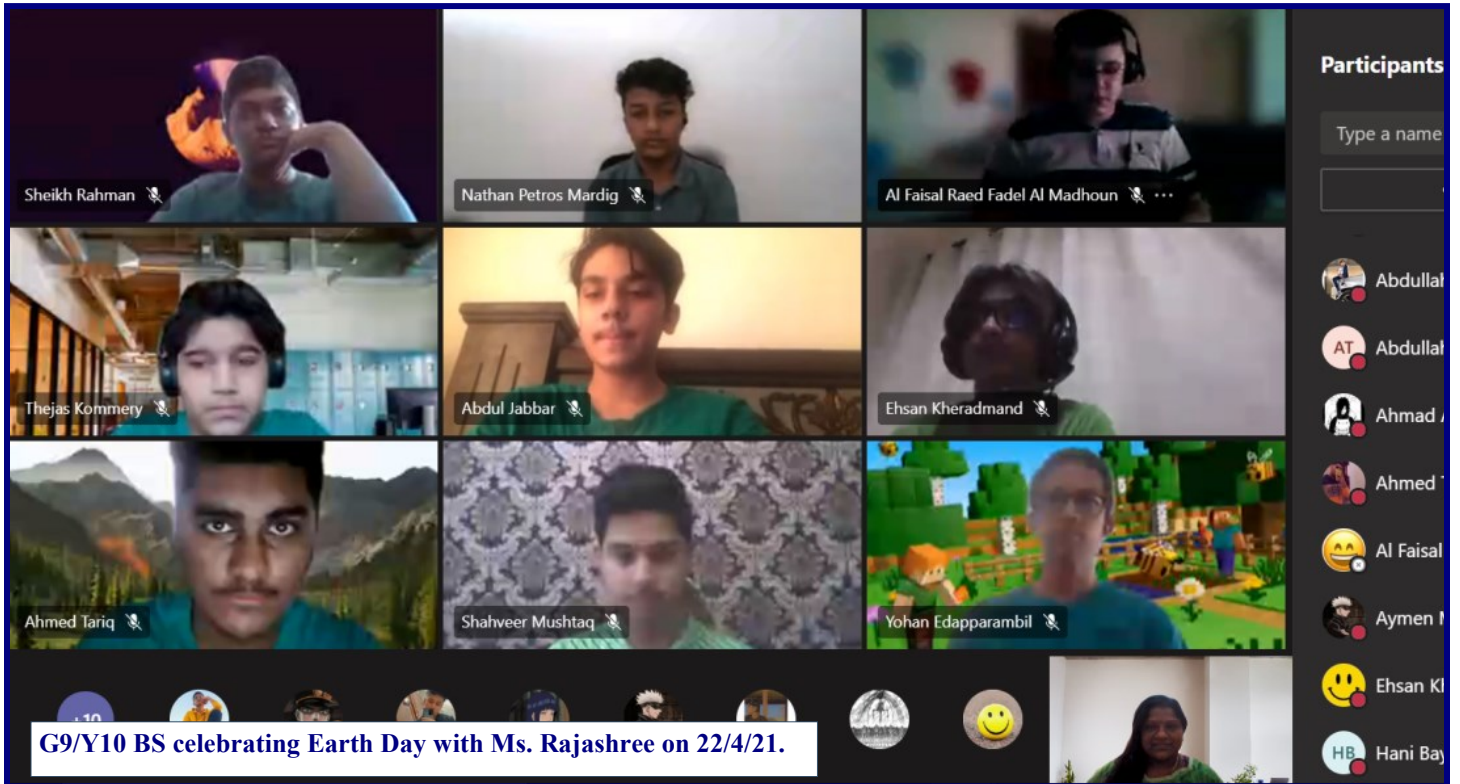 Sheikh Rahman
Nathan Petros Mardig
Al Faisal Raed Fadel Al Madhoun
Thejas Kommery
Abdul Jabbar
Ehsan Kheradmand
Ahmed Tariq
Shahveer Mushtaq
Yohan Edapparambil
+10
G9/Y10 BS celebrating Earth Day with Ms. Rajashree on 22/4/21.
Participants
Type a name
Abdullah
AT Abdullah
Ahmad A
Ahmed T
Al Faisal
Aymen M
Ehsan Kh
HB Hani Bay